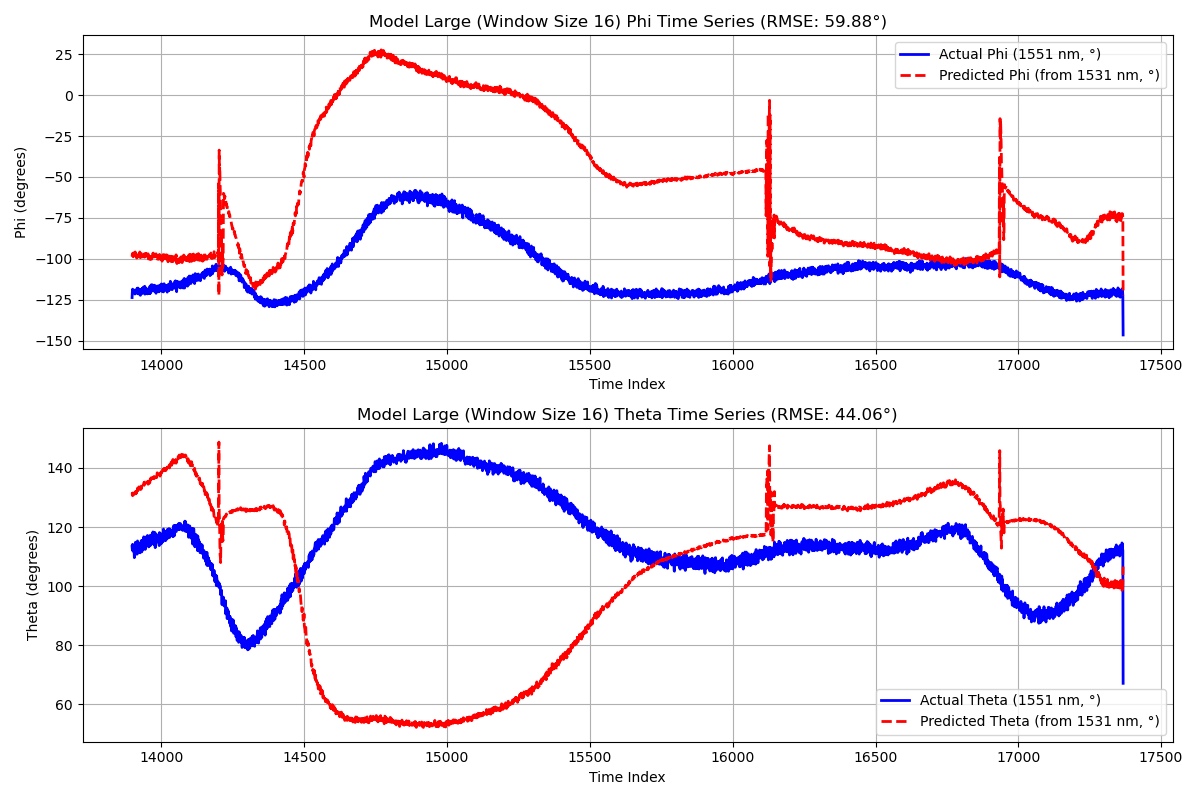 Model Large (Window Size 16) Phi Time Series (RMSE: 59.88°)
Phi (degrees)
25
0
−25
−50
−75
−100
−125
−150
Actual Phi (1551 nm, °)
Predicted Phi (from 1531 nm, °)
14000 14500 15000 15500 16000 16500 17000 17500
Time Index
Model Large (Window Size 16) Theta Time Series (RMSE: 44.06°)
Theta (degrees)
140
120
100
80
60
Actual Theta (1551 nm, °)
Predicted Theta (from 1531 nm, °)
14000 14500 15000 15500 16000 16500 17000 17500
Time Index